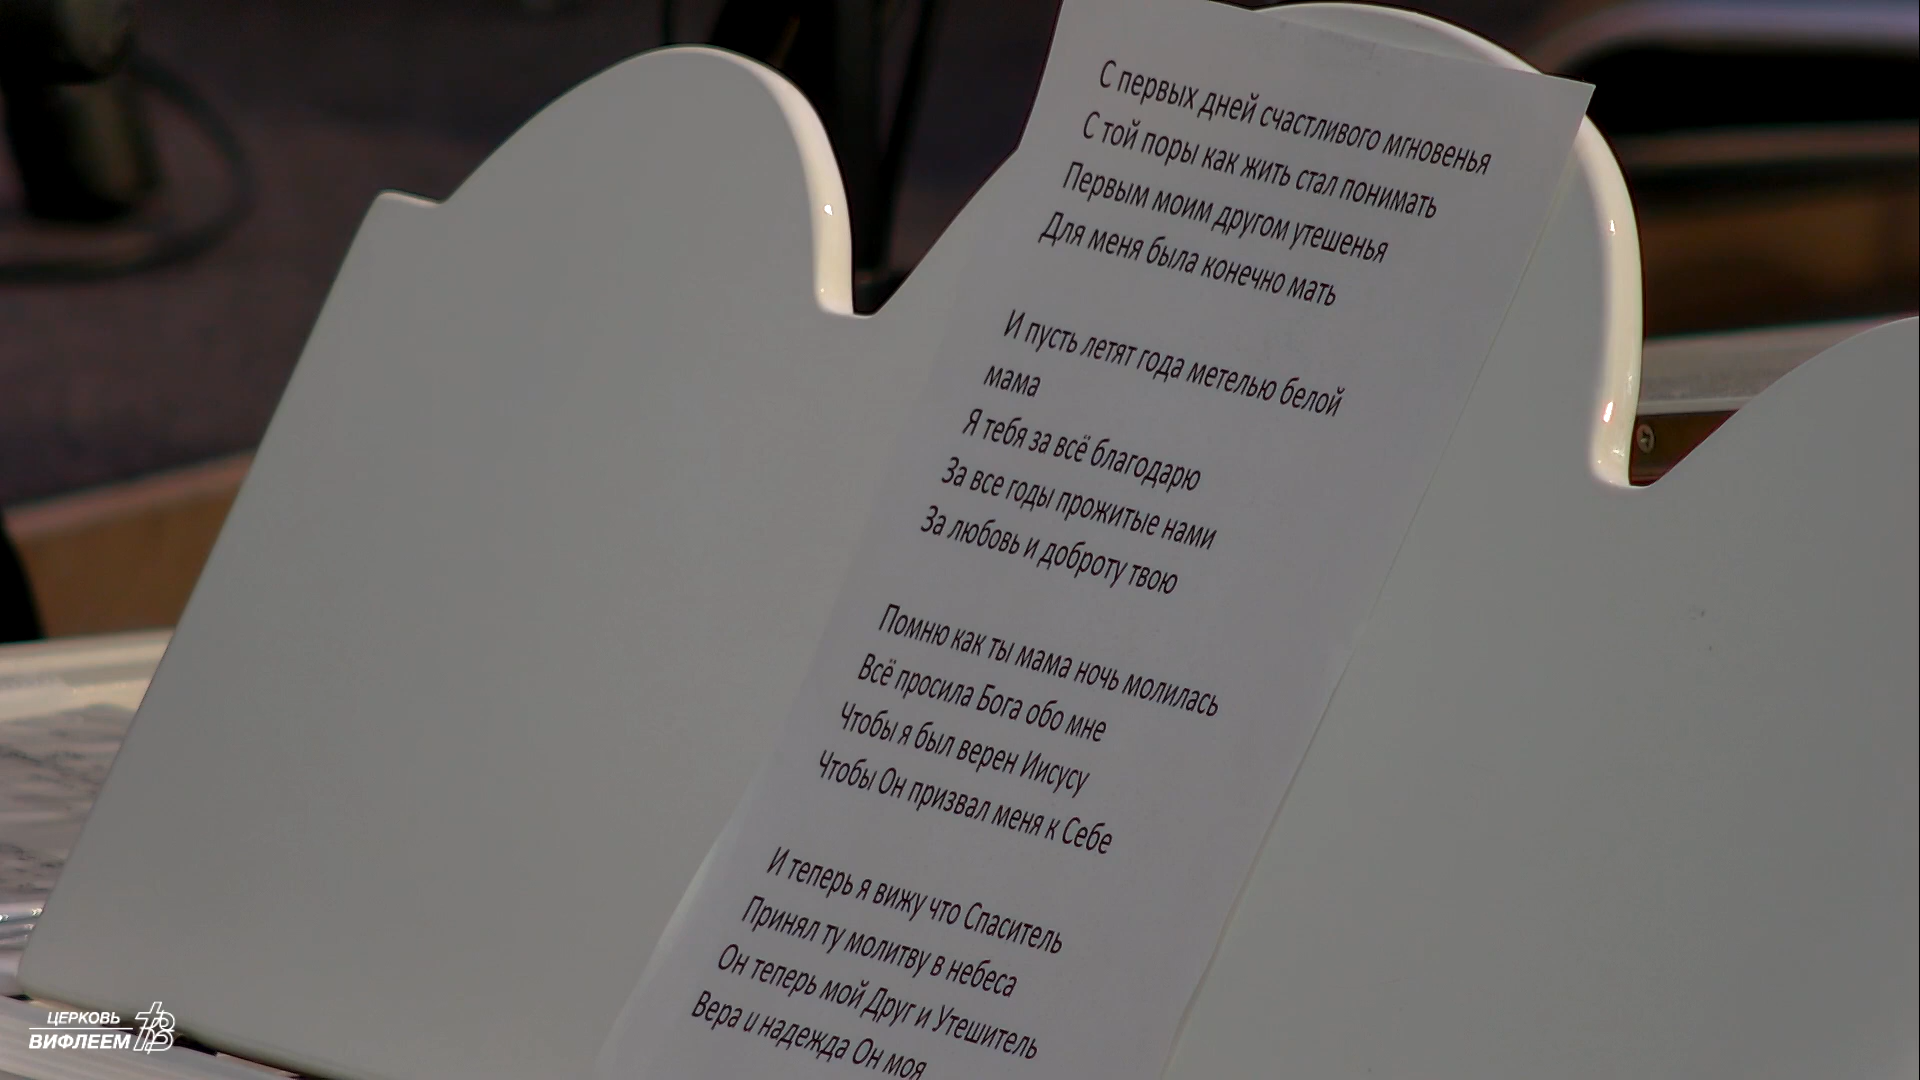 С первых дней счастливого мгновенья
С той поры как жить стал понимать
Первым моим другом утешенья
Для меня была конечно мать
И пусть летят года метелью белой
мама
Я тебя за всё благодарю
За все годы прожитые нами
За любовь и доброту твою
Помню как ты мама ночь молилась
Всё просила Бога обо мне
Чтобы я был верен Иисусу
Чтобы Он призвал меня к Себе
И теперь я вижу что Спаситель
Принял ту молитву в небеса
Он теперь мой Друг и Утешитель
Вера и надежда Он моя
ЦЕРКОВЬ
ВИФЛЕЕМ